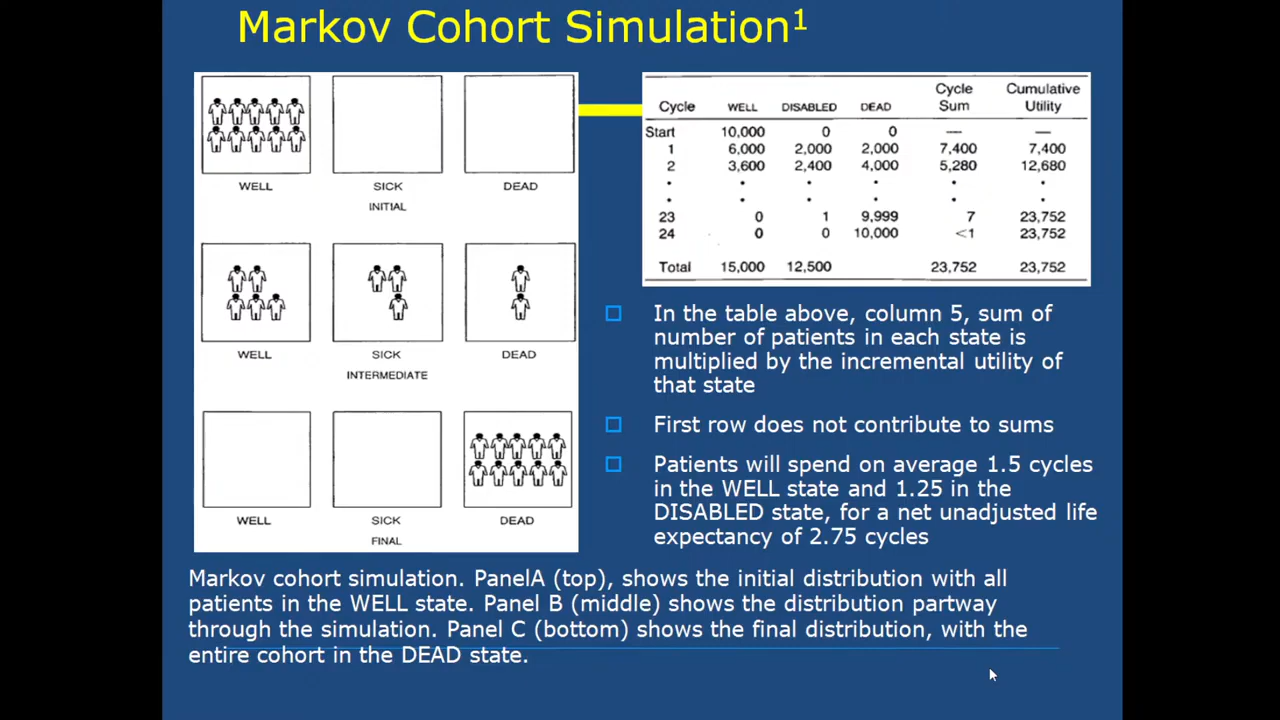 Markov Cohort Simulation¹
WELL SICK DEAD
INITIAL
WELL SICK DEAD
INTERMEDIATE
WELL SICK DEAD
FINAL
Cycle WELL DISABLED DEAD Cycle Sum Cumulative Utility
Start 10,000 0 0 — —
1 6,000 2,000 2,000 7,400 7,400
2 3,600 2,400 4,000 5,280 12,680
23 0 1 9,999 7 23,752
24 0 0 10,000 <1 23,752
Total 15,000 12,500 23,752 23,752
In the table above, column 5, sum of
number of patients in each state is
multiplied by the incremental utility of
that state
First row does not contribute to sums
Patients will spend on average 1.5 cycles
in the WELL state and 1.25 in the
DISABLED state, for a net unadjusted life
expectancy of 2.75 cycles
Markov cohort simulation. PanelA (top), shows the initial distribution with all
patients in the WELL state. Panel B (middle) shows the distribution partway
through the simulation. Panel C (bottom) shows the final distribution, with the
entire cohort in the DEAD state.